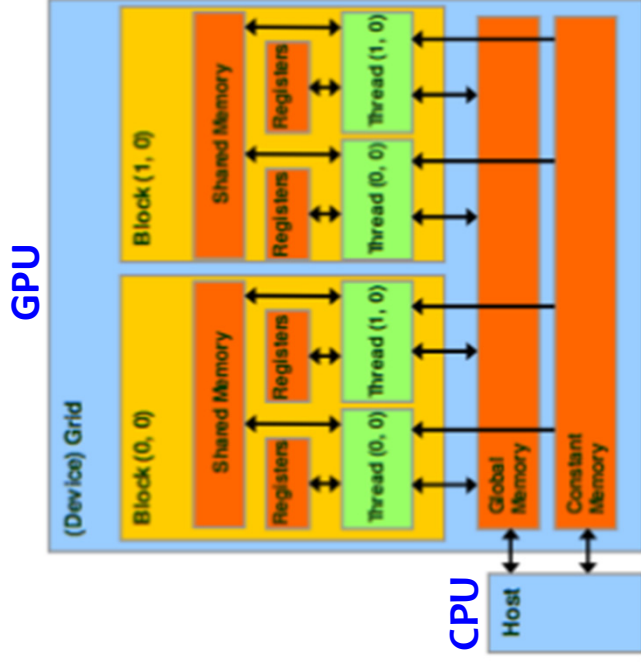 GPU
(Device) Grid
Block (0, 0)
Shared Memory
Registers
Registers
Thread (0, 0)
Thread (1, 0)
Block (1, 0)
Shared Memory
Registers
Registers
Thread (0, 0)
Thread (1, 0)
CPU
Host
Global
Memory
Constant
Memory